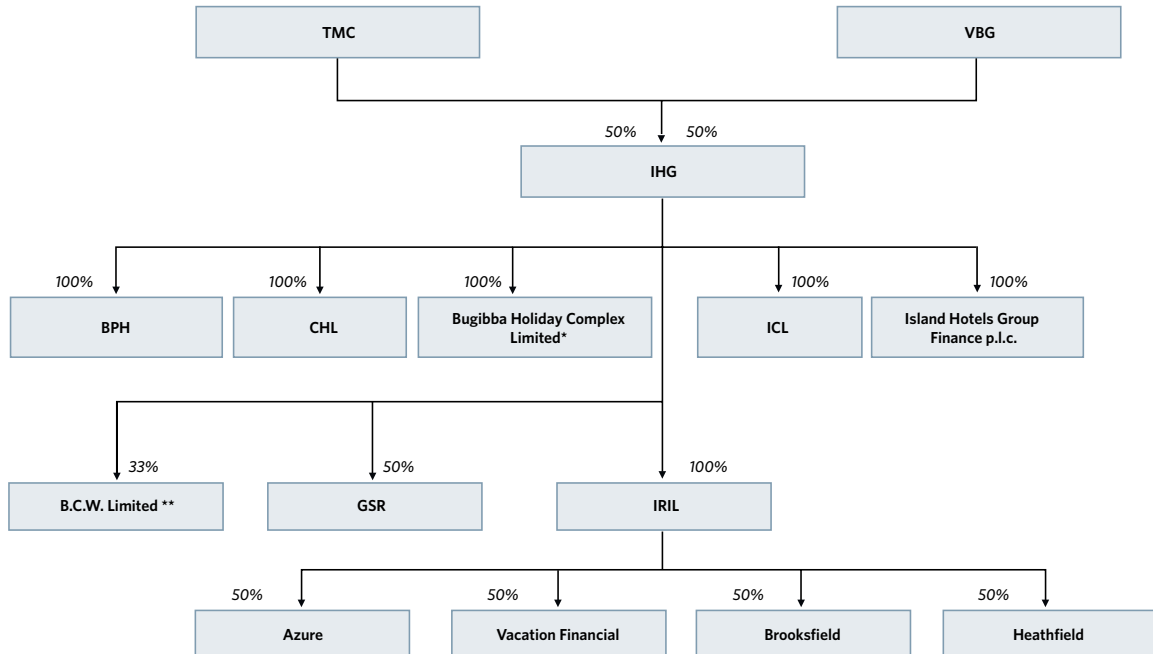 TMC
VBG
50%
50%
IHG
100%
100%
100%
100%
100%
BPH
CHL
Bugibba Holiday Complex
Limited*
ICL
Island Hotels Group
Finance p.l.c.
33%
50%
100%
B.C.W. Limited **
GSR
IRIL
50%
50%
50%
50%
Azure
Vacation Financial
Brooksfield
Heathfield